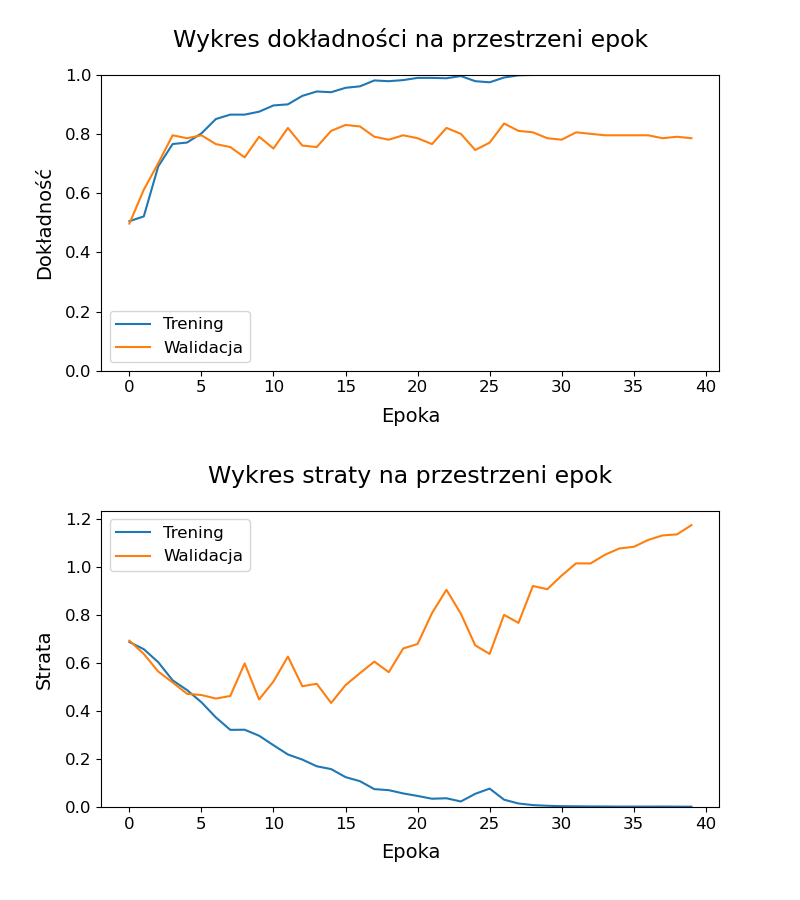 Wykres dokładności na przestrzeni epok
1.0
0.8
0.6
0.4
0.2
0.0
Dokładność
Trening
Walidacja
0 5 10 15 20 25 30 35 40
Epoka
Wykres straty na przestrzeni epok
1.2
1.0
0.8
0.6
0.4
0.2
0.0
Strata
Trening
Walidacja
0 5 10 15 20 25 30 35 40
Epoka